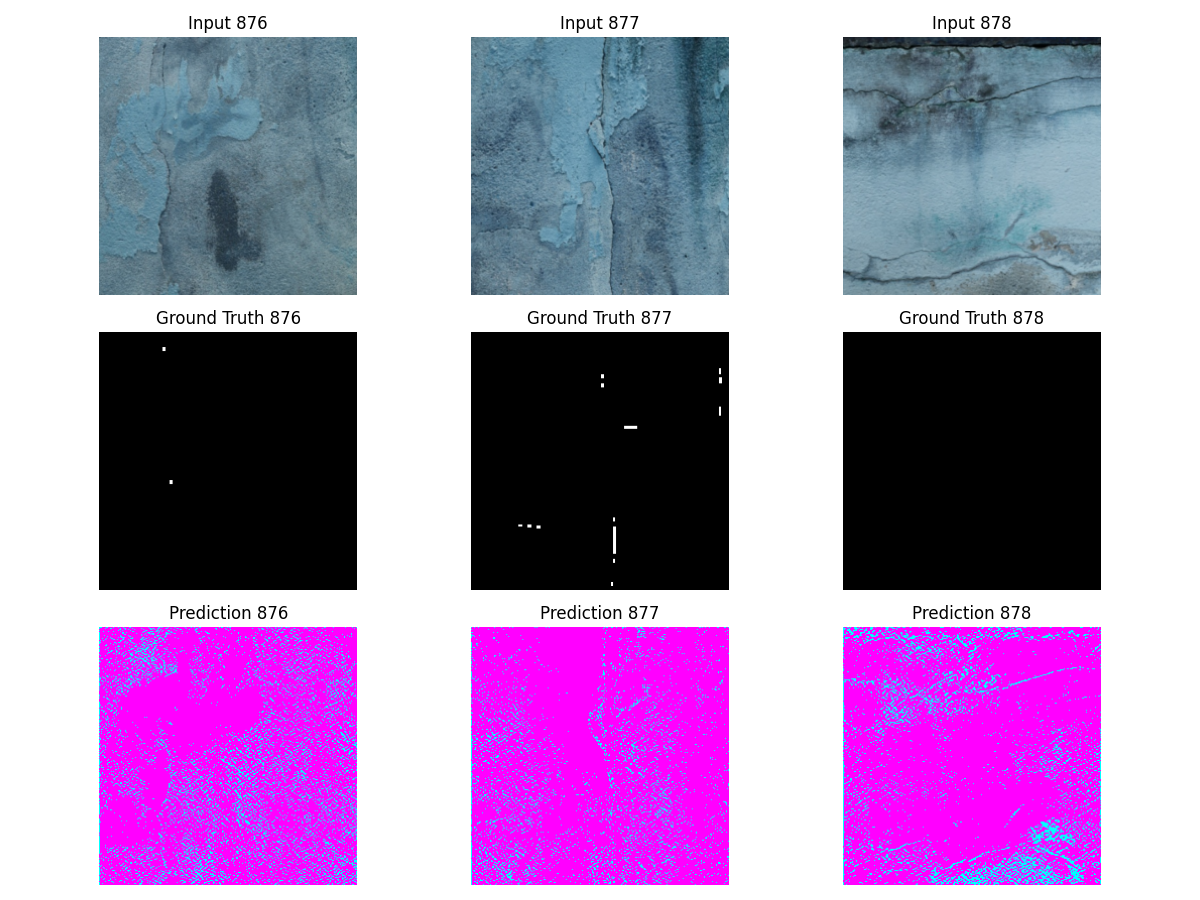 Input 876
Input 877
Input 878
Ground Truth 876
Ground Truth 877
Ground Truth 878
Prediction 876
Prediction 877
Prediction 878